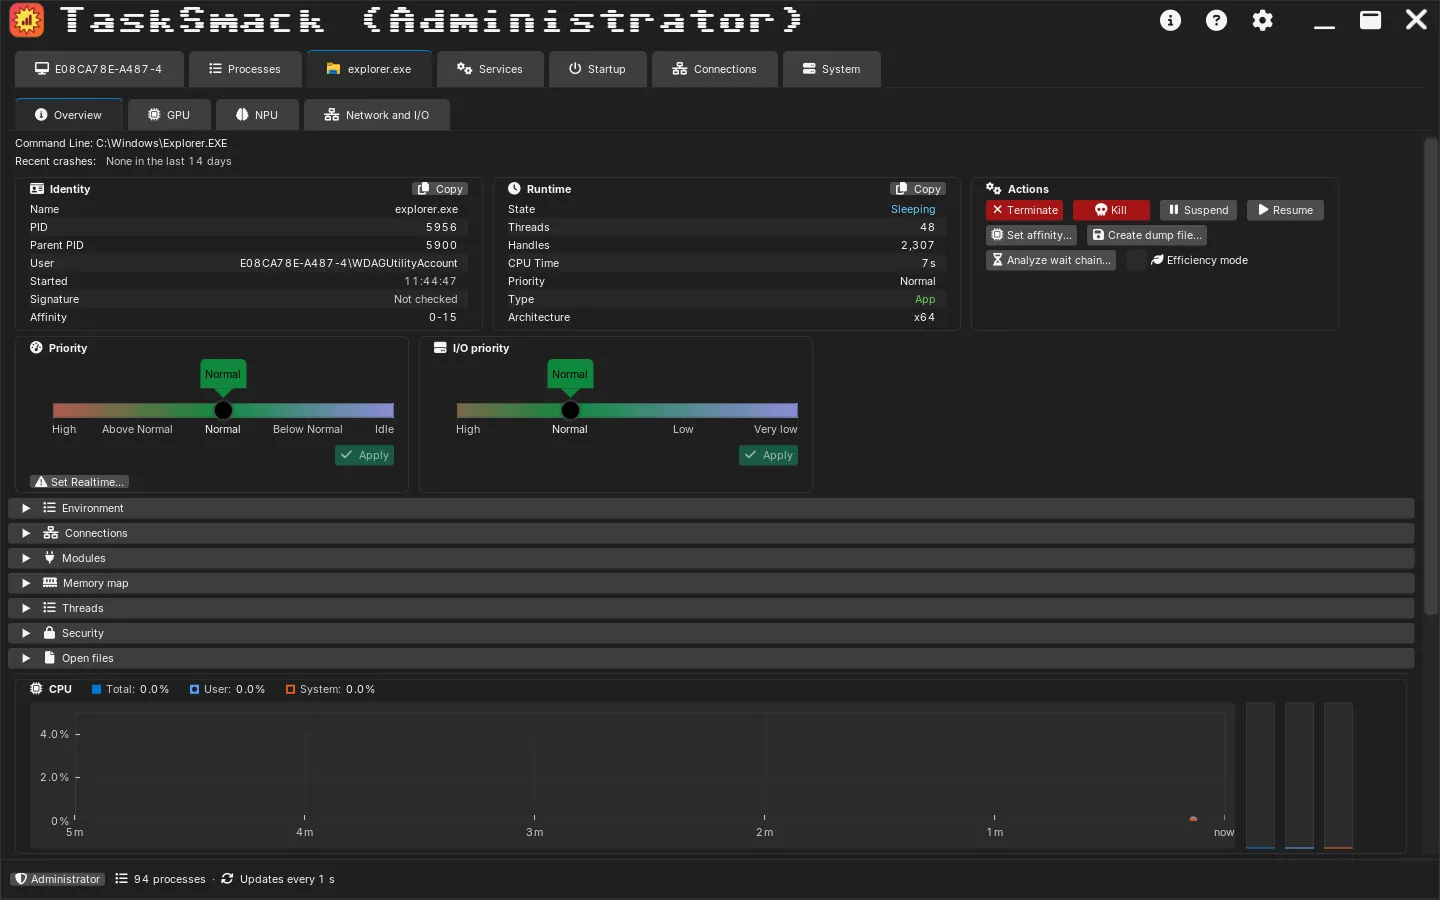 TaskSmack (Administrator)
E08CA78E-A487-4 Processes explorer.exe Services Startup Connections System
Overview GPU NPU Network and I/O
Command Line: C:\Windows\Explorer.EXE
Recent crashes: None in the last 14 days
Identity Copy
Name explorer.exe
PID 5956
Parent PID 5900
User E08CA78E-A487-4\WDAGUtilityAccount
Started 11:44:47
Signature Not checked
Affinity 0-15
Runtime Copy
State Sleeping
Threads 48
Handles 2,307
CPU Time 7s
Priority Normal
Type App
Architecture x64
Actions
Terminate Kill Suspend Resume
Set affinity... Create dump file...
Analyze wait chain... Efficiency mode
Priority
Normal
High Above Normal Normal Below Normal Idle
Apply
Set Realtime...
I/O priority
Normal
High Normal Low Very low
Apply
Environment
Connections
Modules
Memory map
Threads
Security
Open files
CPU Total: 0.0% User: 0.0% System: 0.0%
4.0%
2.0%
0%
5m 4m 3m 2m 1m now
Administrator 94 processes · Updates every 1 s